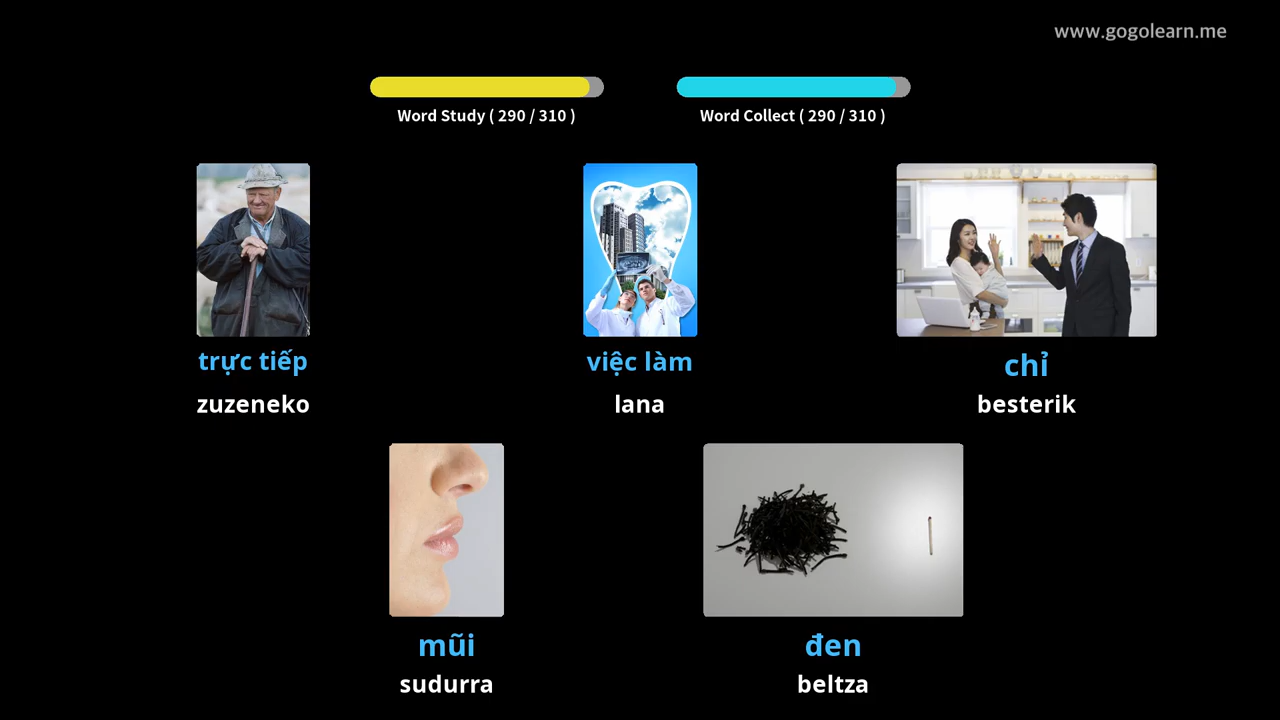 www.gogolearn.me
Word Study ( 290 / 310 )
Word Collect ( 290 / 310 )
trực tiếp
việc làm
chỉ
zuzeneko
lana
besterik
mũi
đen
sudurra
beltza